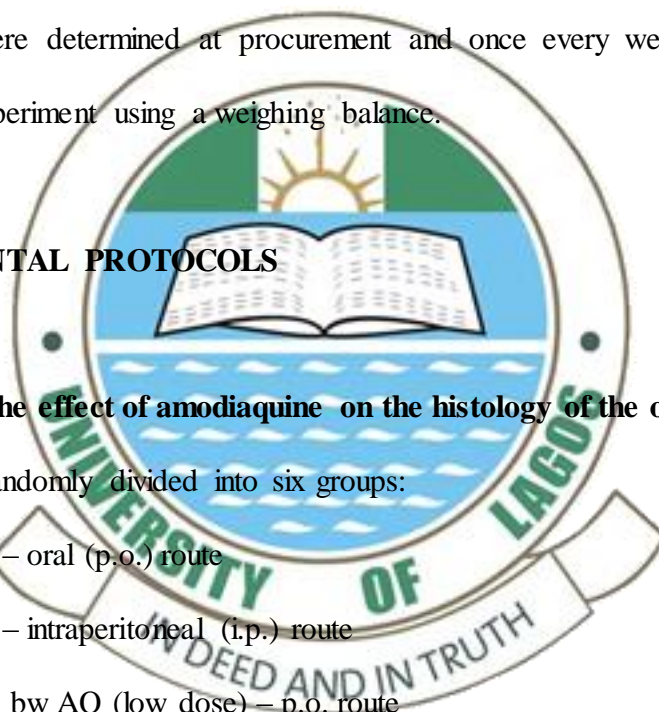 ere determined at procurement and once every we
periment using a weighing balance.
NTAL PROTOCOLS
he effect of amodiaquine on the histology of the o
andomly divided into six groups:
– oral (p.o.) route
– intraperitoneal (i.p.) route
bw AQ (low dose) – p.o. route
UNIVERSITY OF LAGOS
IN DEED AND IN TRUTH